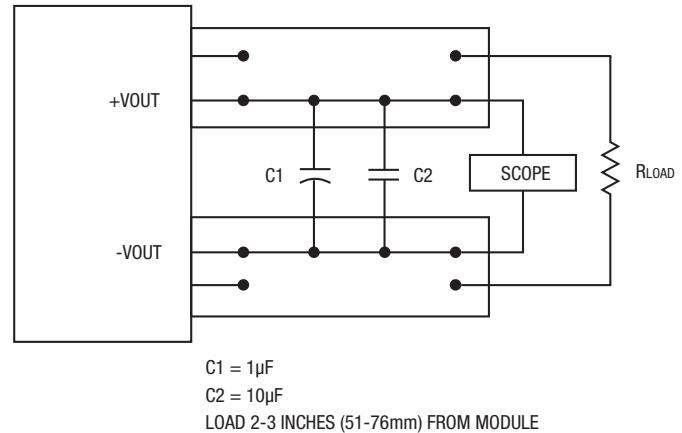 +VOUT
C1
C2
SCOPE
RLOAD
-VOUT
C1 = 1µF
C2 = 10µF
LOAD 2-3 INCHES (51-76mm) FROM MODULE